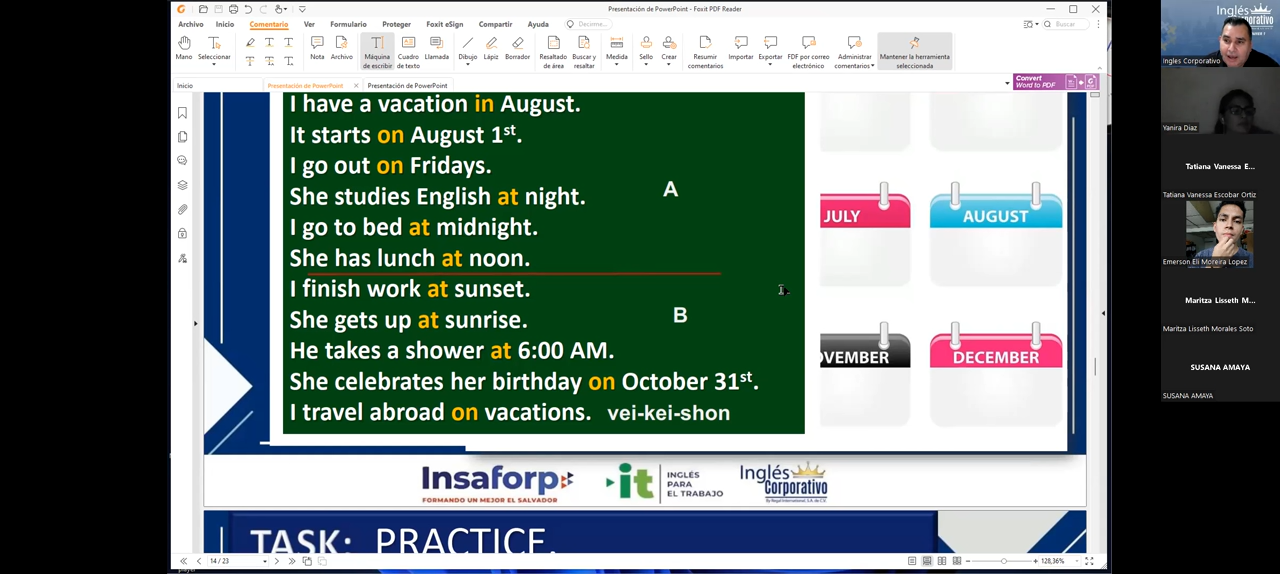 Presentación de PowerPoint - Foxit PDF Reader
Archivo Inicio Comentario Ver Formulario Proteger Foxit eSign Compartir Ayuda Decirme... Buscar
Mano Seleccionar Nota Archivo Máquina de escribir Cuadro de texto Llamada Dibujo Lápiz Borrador Resaltado de área Buscar y resaltar Medida Sello Crear Resumir comentarios Importar Exportar PDF por correo electrónico Administrar comentarios Mantener la herramienta seleccionada
Inicio Presentación de PowerPoint Presentación de PowerPoint
Convert Word to PDF
I have a vacation in August.
It starts on August 1st.
I go out on Fridays.
She studies English at night.
A
I go to bed at midnight.
She has lunch at noon.
I finish work at sunset.
She gets up at sunrise.
B
He takes a shower at 6:00 AM.
She celebrates her birthday on October 31st.
I travel abroad on vacations. vei-kei-shon
JULY
AUGUST
OVEMBER
DECEMBER
Insaforp
FORMANDO UN MEJOR EL SALVADOR
it INGLÉS PARA EL TRABAJO
Inglés Corporativo
TASK: PRACTICE.
14 / 23
128,36%
Inglés Corporativo
Ingles Corporativo
Yanira Diaz
Tatiana Vanessa E...
Tatiana Vanessa Escobar Ortiz
Emerson Eli Moreira Lopez
Maritza Lisseth M...
Maritza Lisseth Morales Soto
SUSANA AMAYA
SUSANA AMAYA